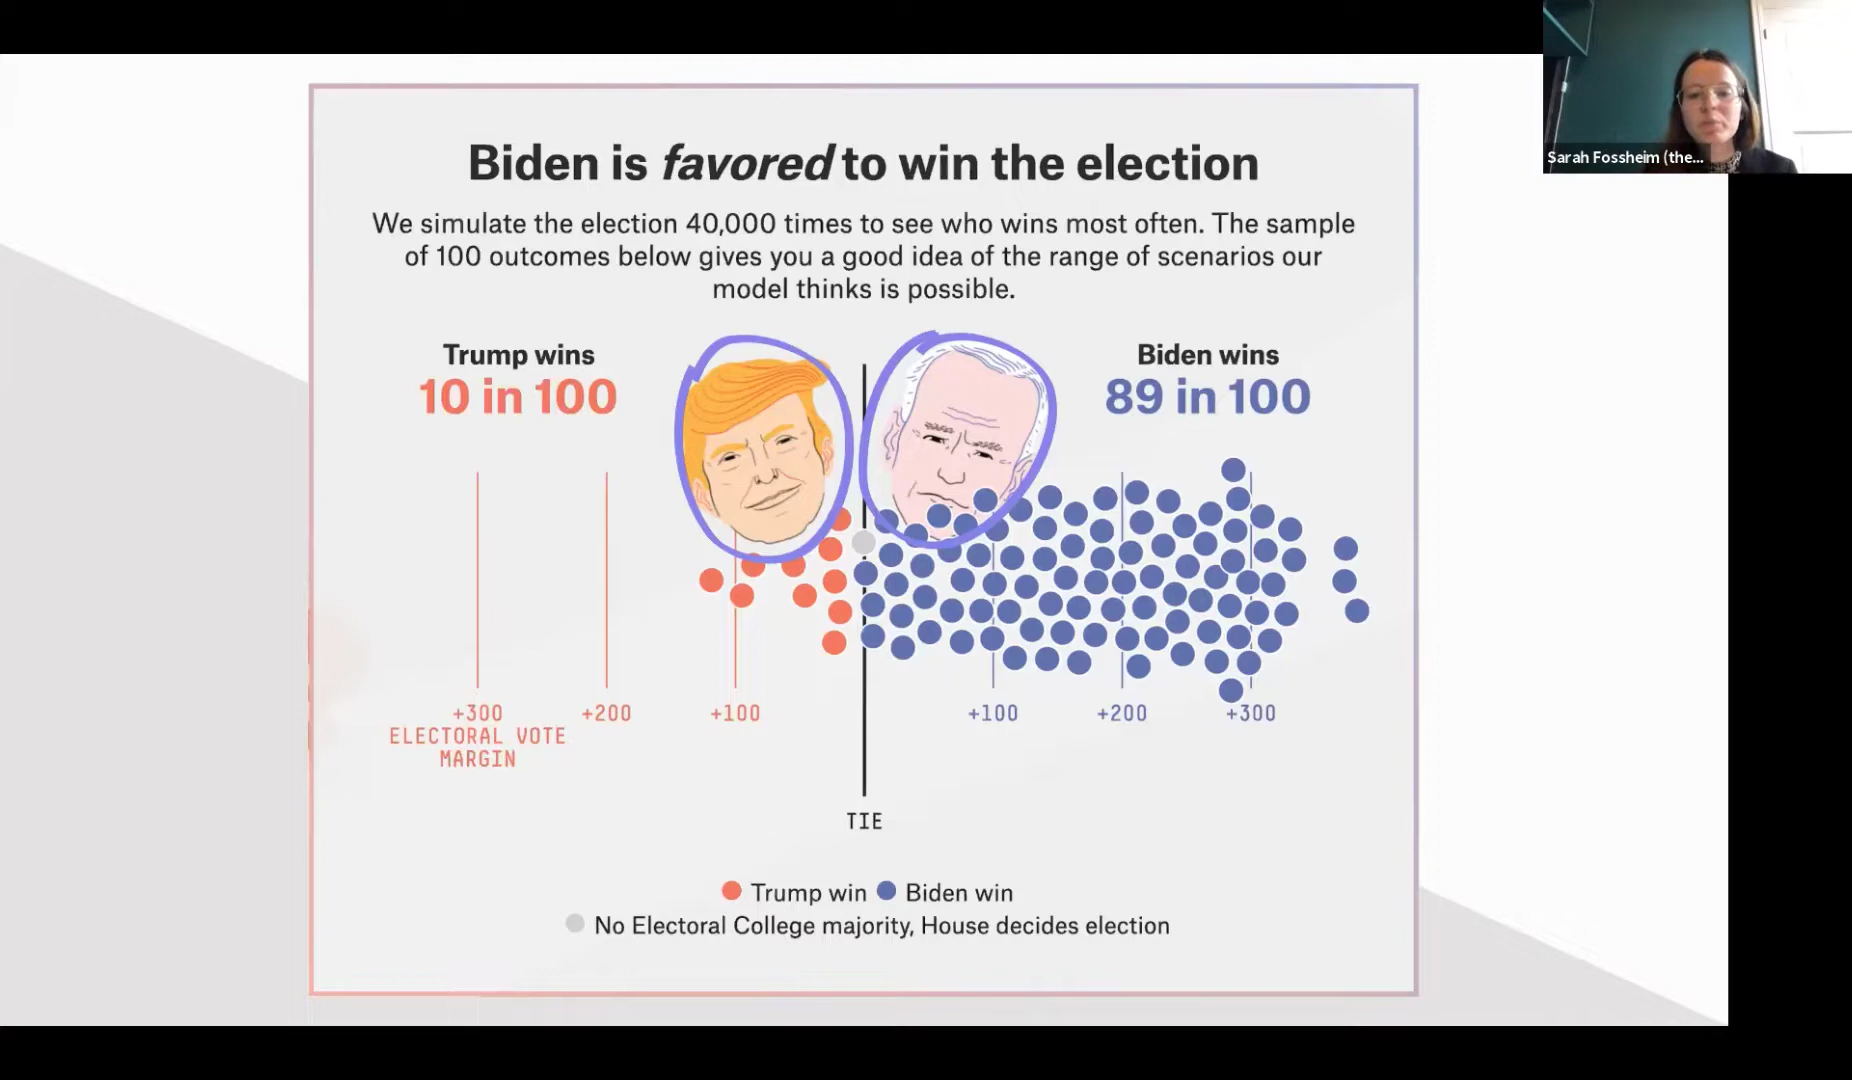 Biden is favored to win the election
We simulate the election 40,000 times to see who wins most often. The sample
of 100 outcomes below gives you a good idea of the range of scenarios our
model thinks is possible.
Trump wins
10 in 100
Biden wins
89 in 100
+300
+200
+100
+100
+200
+300
ELECTORAL VOTE
MARGIN
TIE
Trump win
Biden win
No Electoral College majority, House decides election
Sarah Fossheim (the...